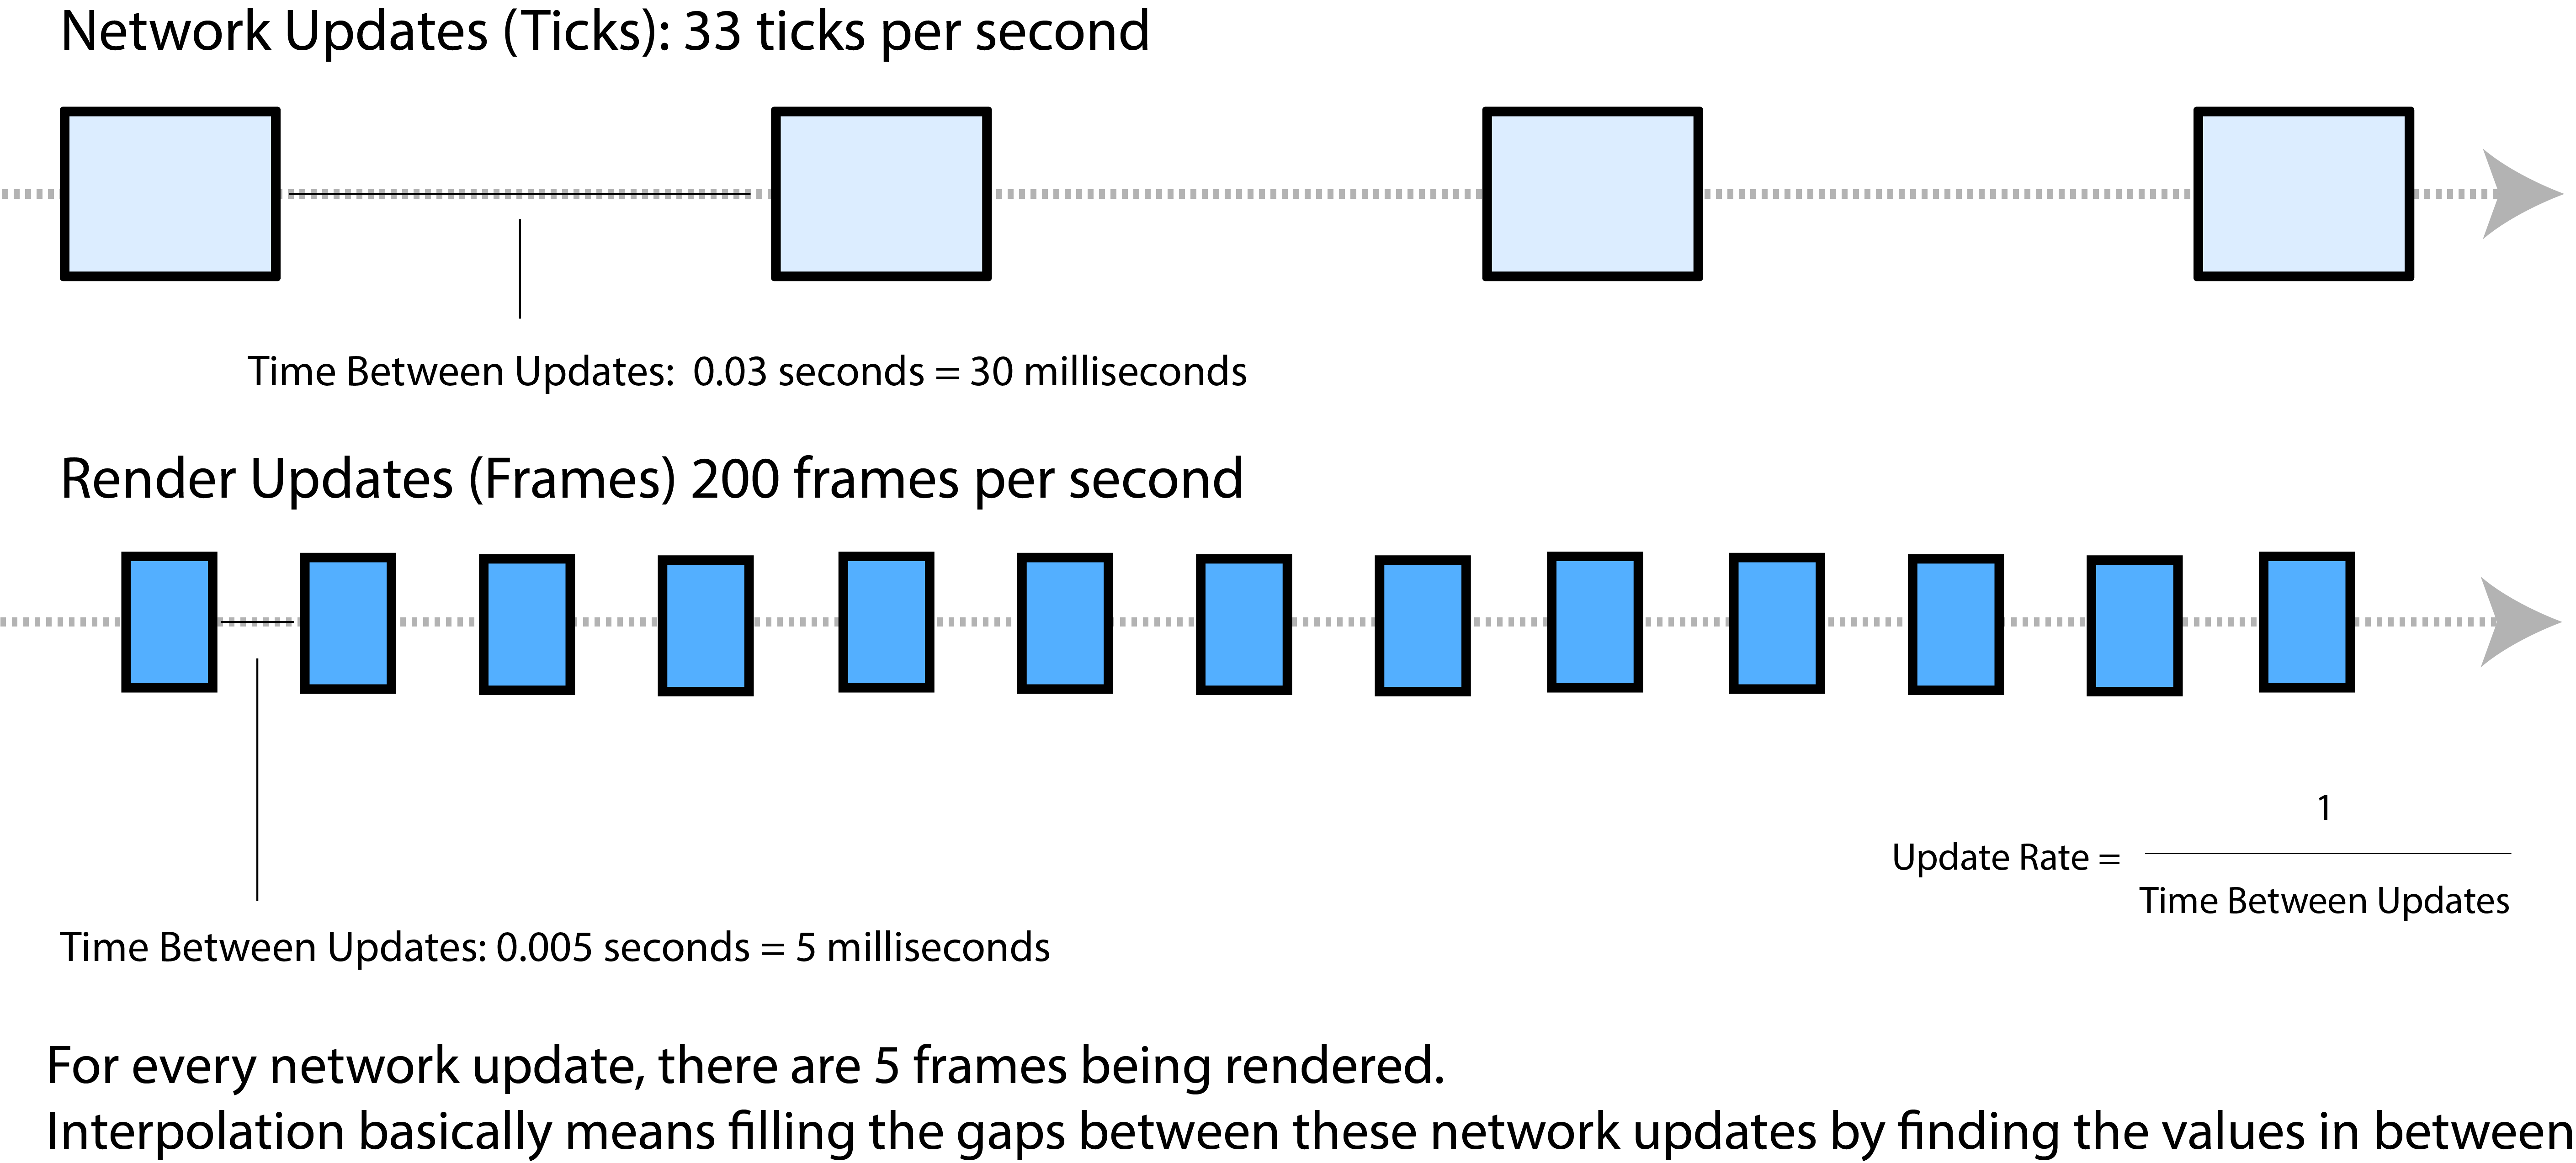 Network Updates (Ticks): 33 ticks per second
Time Between Updates:  0.03 seconds = 30 milliseconds
Render Updates (Frames) 200 frames per second
1
Update Rate =
Time Between Updates
Time Between Updates: 0.005 seconds = 5 milliseconds
For every network update, there are 5 frames being rendered.
Interpolation basically means filling the gaps between these network updates by finding the values in between